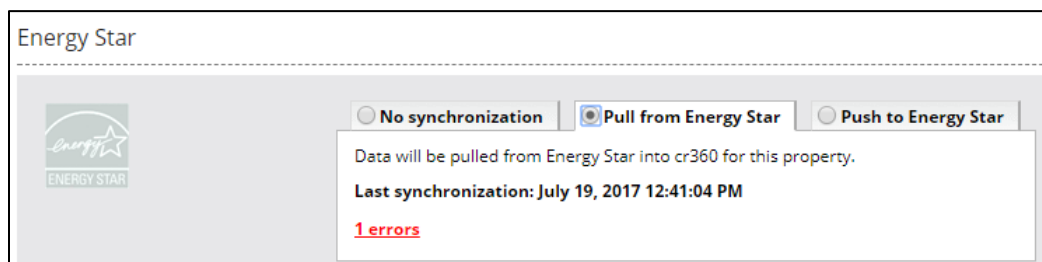 Energy Star
No synchronization
Pull from Energy Star
Push to Energy Star
Data will be pulled from Energy Star into cr360 for this property.
Last synchronization: July 19, 2017 12:41:04 PM
1 errors
energy
ENERGY STAR